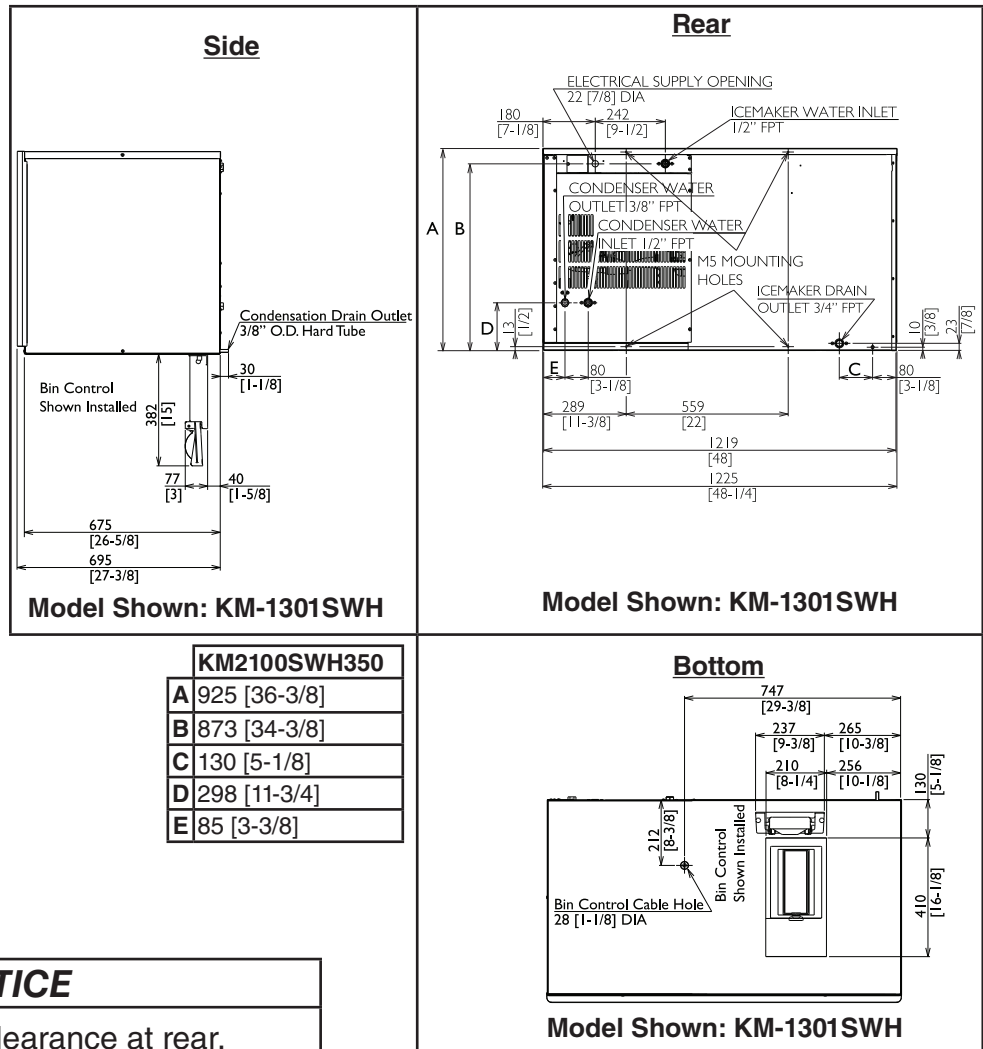 Side
Condensation Drain Outlet
3/8" O.D. Hard Tube
Bin Control
Shown Installed
30
[1-1/8]
382
[15]
77
[3]
40
[1-5/8]
675
[26-5/8]
695
[27-3/8]
Model Shown: KM-1301SWH
Rear
ELECTRICAL SUPPLY OPENING
22 [7/8] DIA
180
[7-1/8]
242
[9-1/2]
ICEMAKER WATER INLET
1/2" FPT
A
B
CONDENSER WATER
OUTLET 3/8" FPT
CONDENSER WATER
INLET 1/2" FPT
M5 MOUNTING
HOLES
ICEMAKER DRAIN
OUTLET 3/4" FPT
D
13
[1/2]
10
[3/8]
23
[7/8]
E
80
[3-1/8]
C
80
[3-1/8]
289
[11-3/8]
559
[22]
1219
[48]
1225
[48-1/4]
Model Shown: KM-1301SWH
KM2100SWH350
A 925 [36-3/8]
B 873 [34-3/8]
C 130 [5-1/8]
D 298 [11-3/4]
E 85 [3-3/8]
Bottom
747
[29-3/8]
237
[9-3/8]
265
[10-3/8]
210
[8-1/4]
256
[10-1/8]
130
[5-1/8]
212
[8-3/8]
Bin Control
Shown Installed
Bin Control Cable Hole
28 [1-1/8] DIA
410
[16-1/8]
Model Shown: KM-1301SWH
TICE
learance at rear,